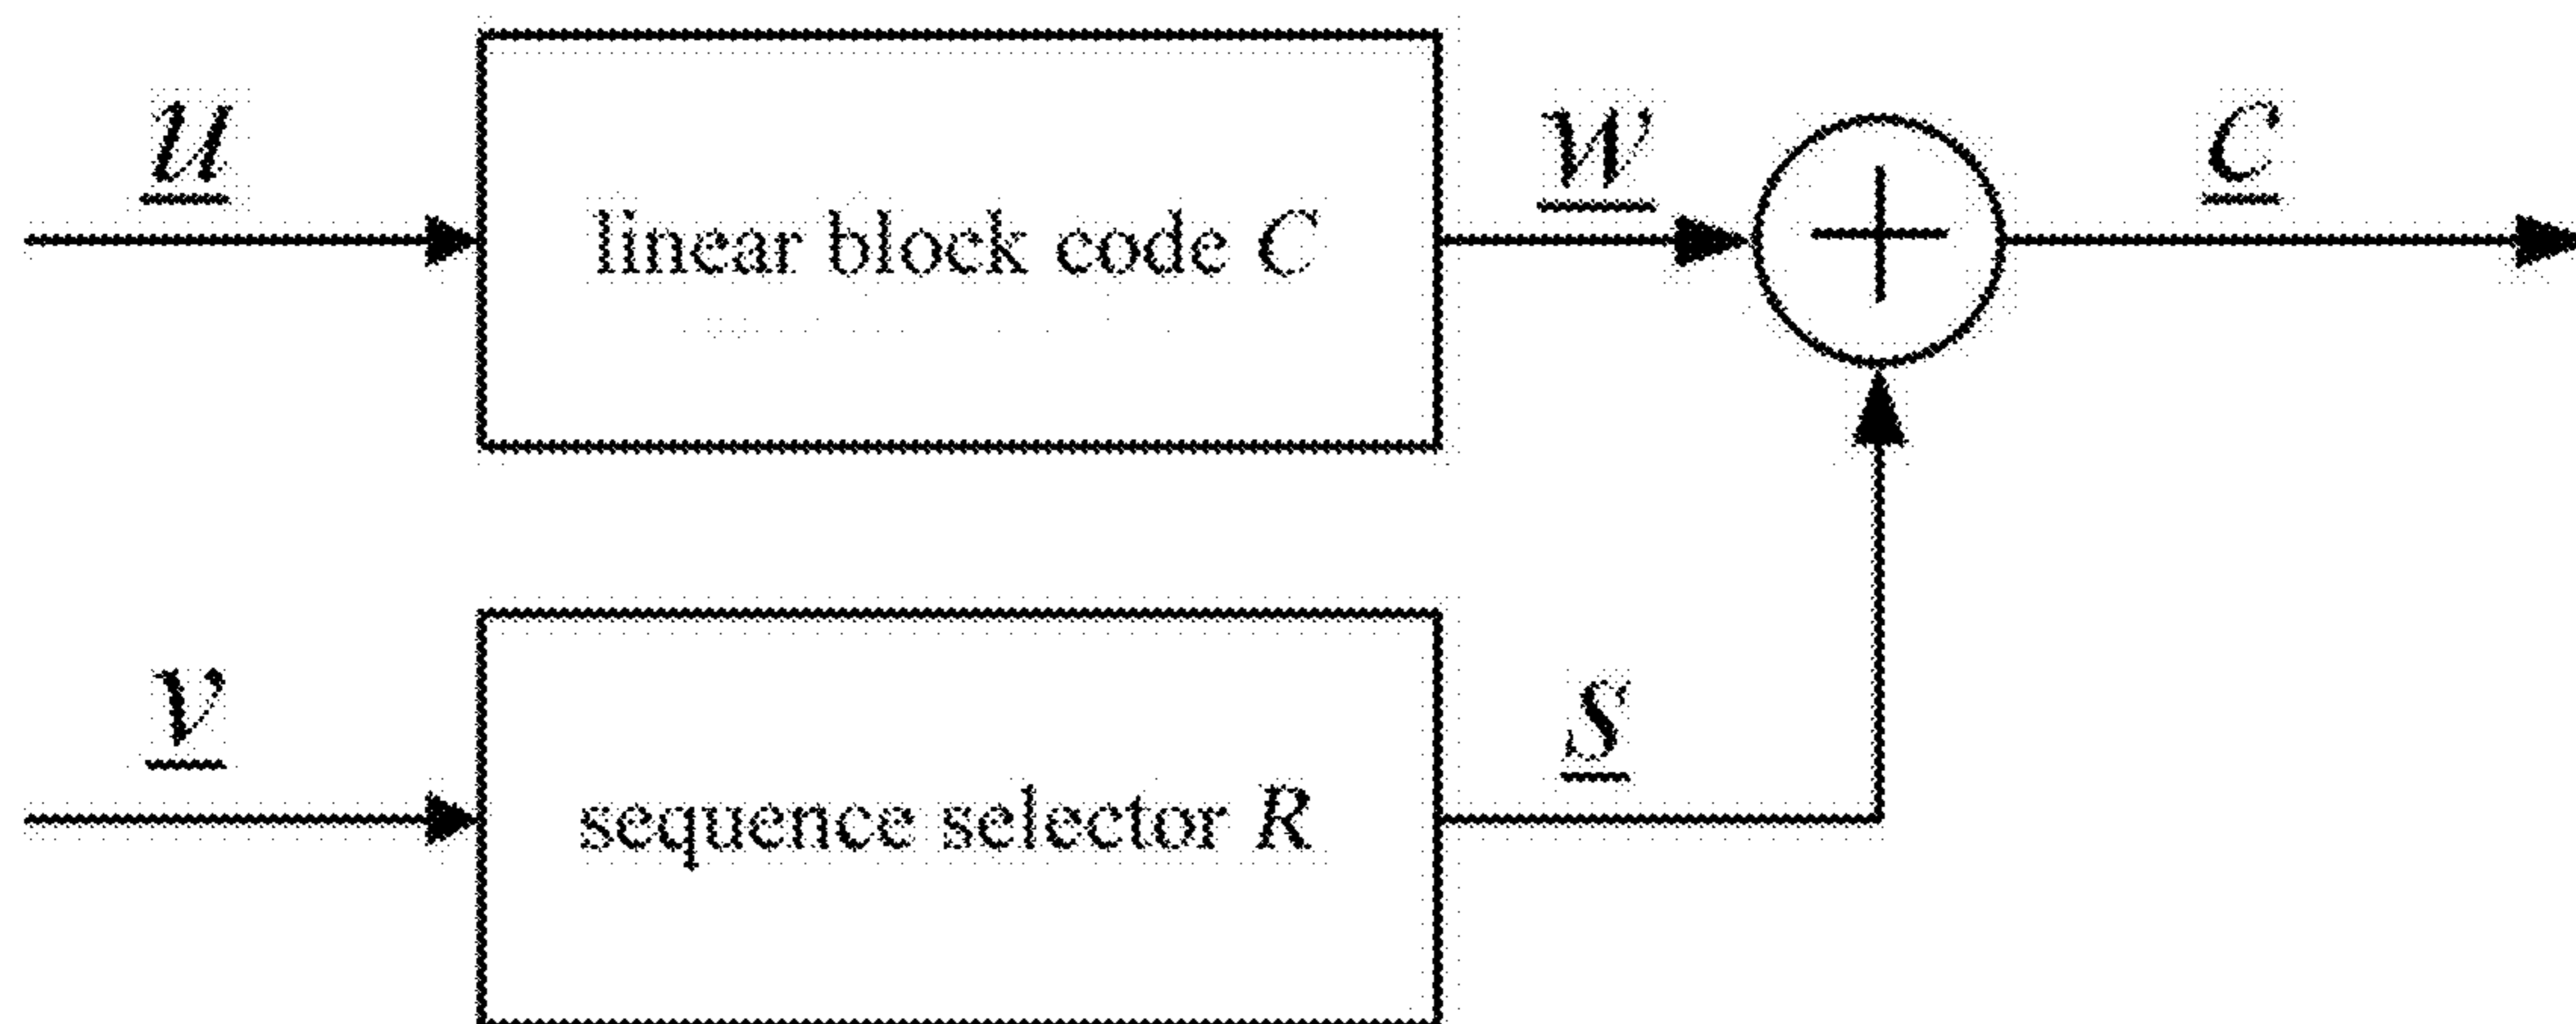 u
linear block code C
w
c
v
sequence selector R
s